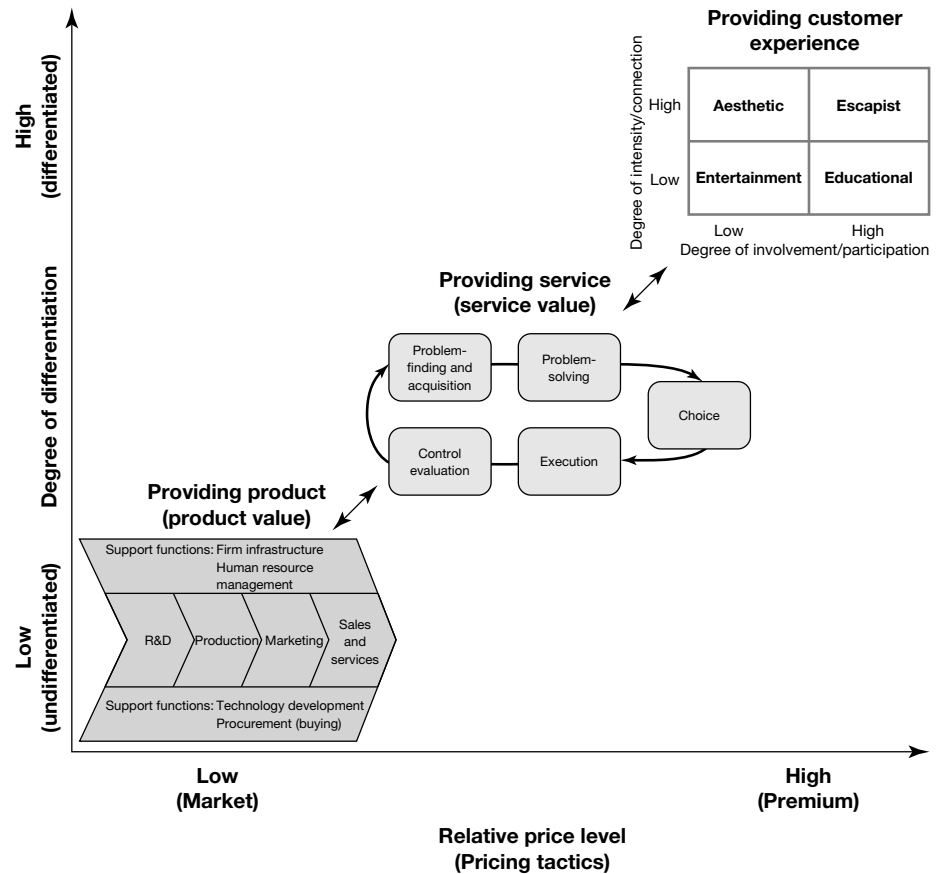 Providing customer
experience
High
(differentiated)
Degree of differentiation
Low
(undifferentiated)
Degree of intensity/connection
High
Low
Aesthetic
Escapist
Entertainment
Educational
Low
High
Degree of involvement/participation
Providing service
(service value)
Problem-
finding and
acquisition
Problem-
solving
Choice
Control
evaluation
Execution
Providing product
(product value)
Support functions: Firm infrastructure
Human resource
management
R&D
Production
Marketing
Sales
and
services
Support functions: Technology development
Procurement (buying)
Low
(Market)
High
(Premium)
Relative price level
(Pricing tactics)